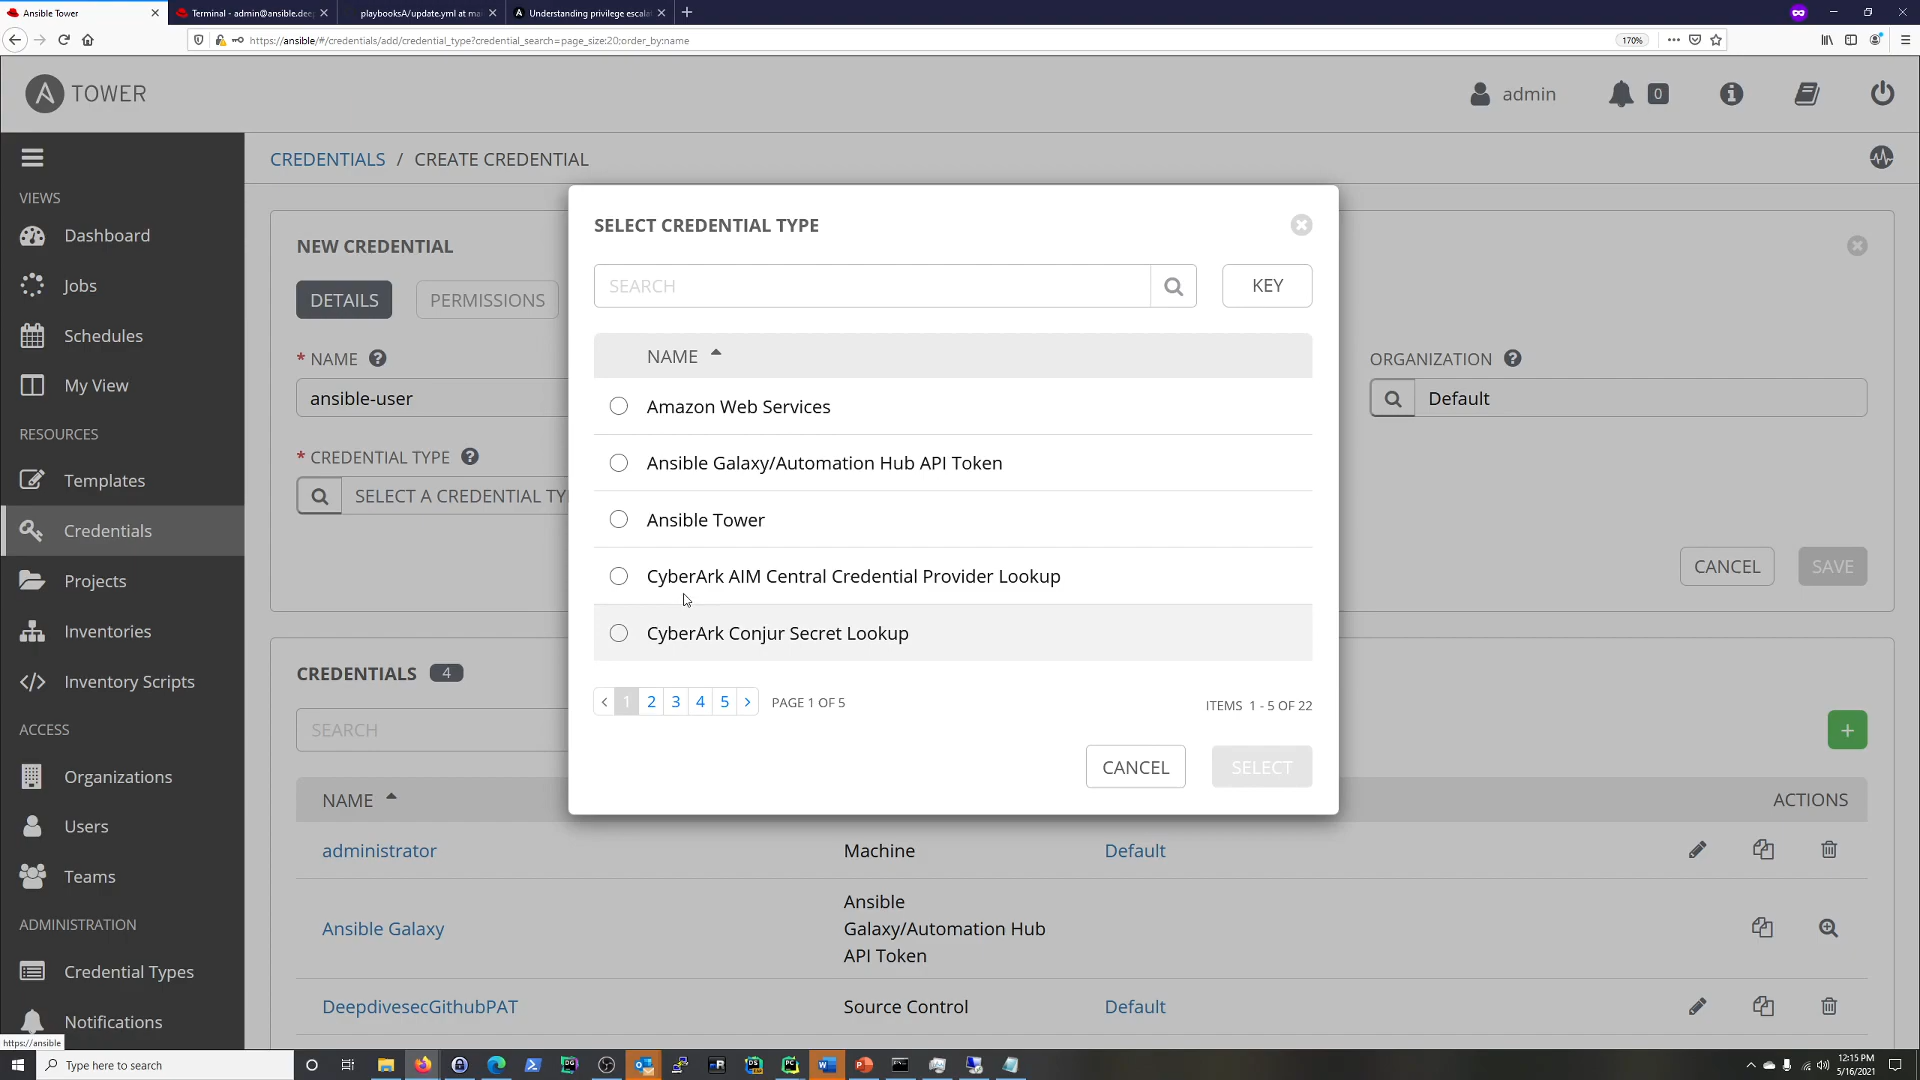 Ansible Tower
Terminal - admin@ansible.dee
playbooksA/update.yml at mai
Understanding privilege escalat
https://ansible/#/credentials/add/credential_type?credential_search=page_size:20;order_by:name
170%
TOWER
admin
0
VIEWS
Dashboard
Jobs
Schedules
My View
RESOURCES
Templates
Credentials
Projects
Inventories
Inventory Scripts
ACCESS
Organizations
Users
Teams
ADMINISTRATION
Credential Types
Notifications
https://ansible
CREDENTIALS / CREATE CREDENTIAL
NEW CREDENTIAL
DETAILS
PERMISSIONS
* NAME
ansible-user
ORGANIZATION
Default
* CREDENTIAL TYPE
SELECT A CREDENTIAL TY
CANCEL
SAVE
SELECT CREDENTIAL TYPE
SEARCH
KEY
NAME
Amazon Web Services
Ansible Galaxy/Automation Hub API Token
Ansible Tower
CyberArk AIM Central Credential Provider Lookup
CyberArk Conjur Secret Lookup
1 2 3 4 5
PAGE 1 OF 5
ITEMS 1 - 5 OF 22
CANCEL
SELECT
CREDENTIALS 4
SEARCH
NAME
ACTIONS
administrator
Machine
Default
Ansible Galaxy
Ansible
Galaxy/Automation Hub
API Token
DeepdivesecGithubPAT
Source Control
Default
Type here to search
12:15 PM
5/16/2021